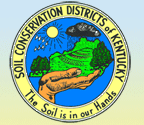 SOIL CONSERVATION DISTRICTS of KENTUCKY
The Soil is in our Hands